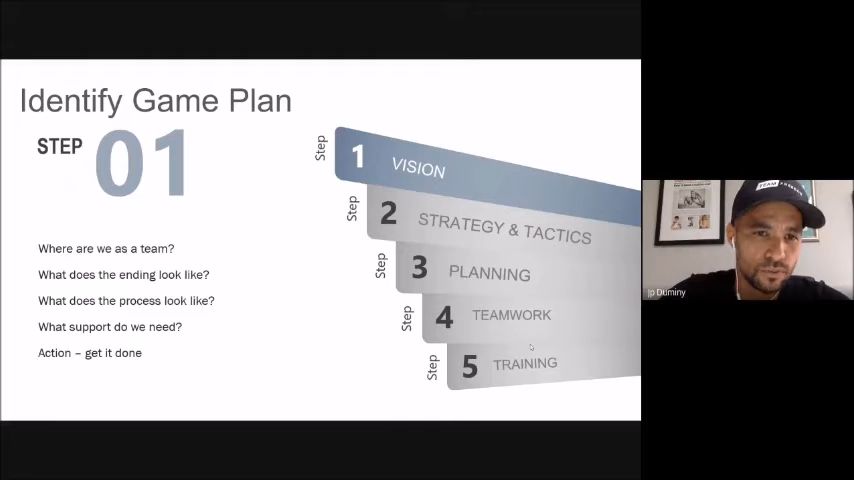 Identify Game Plan
STEP 01
Where are we as a team?
What does the ending look like?
What does the process look like?
What support do we need?
Action – get it done
Step 1 VISION
Step 2 STRATEGY & TACTICS
Step 3 PLANNING
Step 4 TEAMWORK
Step 5 TRAINING
TEAM
Jp Duminy